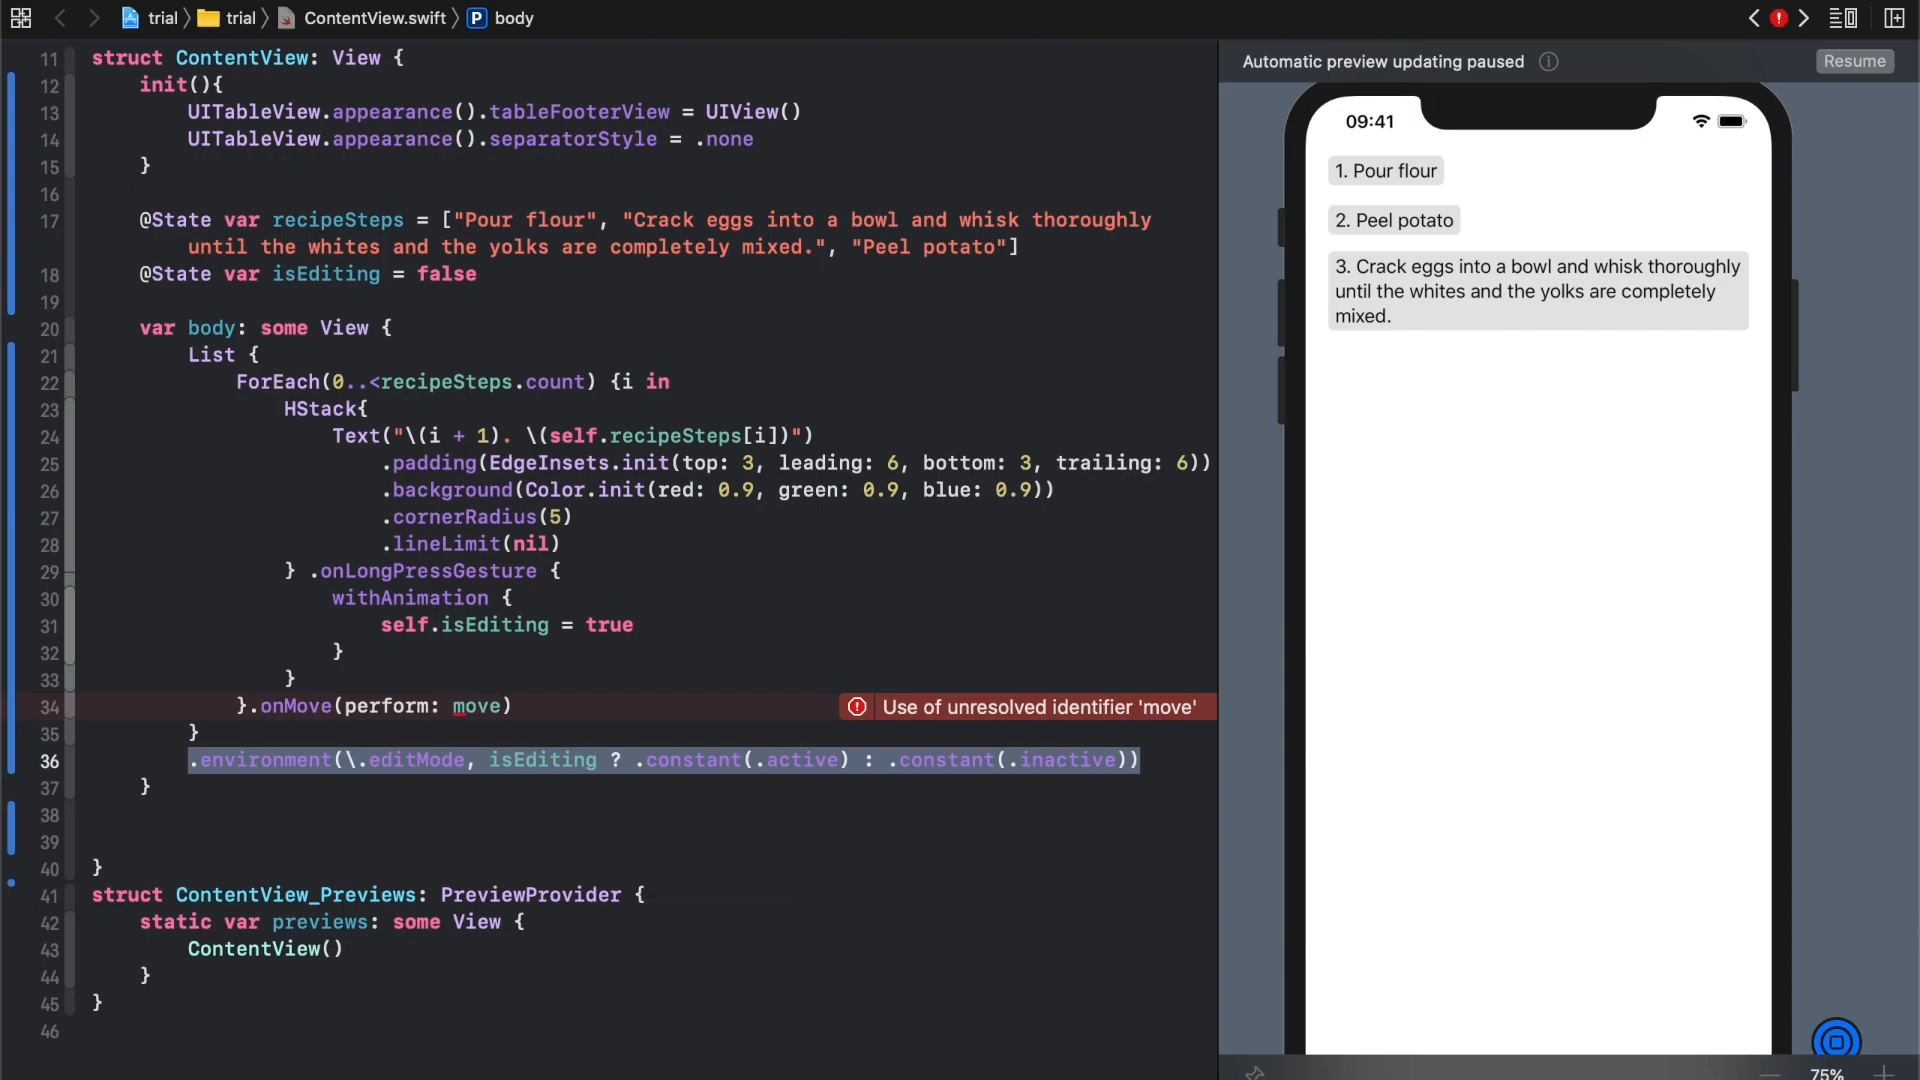 trial trial ContentView.swift P body
11 struct ContentView: View {
12 init(){
13 UITableView.appearance().tableFooterView = UIView()
14 UITableView.appearance().separatorStyle = .none
15 }
16
17 @State var recipeSteps = ["Pour flour", "Crack eggs into a bowl and whisk thoroughly
until the whites and the yolks are completely mixed.", "Peel potato"]
18 @State var isEditing = false
19
20 var body: some View {
21 List {
22 ForEach(0..<recipeSteps.count) {i in
23 HStack{
24 Text("\(i + 1). \(self.recipeSteps[i])")
25 .padding(EdgeInsets.init(top: 3, leading: 6, bottom: 3, trailing: 6))
26 .background(Color.init(red: 0.9, green: 0.9, blue: 0.9))
27 .cornerRadius(5)
28 .lineLimit(nil)
29 } .onLongPressGesture {
30 withAnimation {
31 self.isEditing = true
32 }
33 }
34 }.onMove(perform: move) Use of unresolved identifier 'move'
35 }
36 .environment(\.editMode, isEditing ? .constant(.active) : .constant(.inactive))
37 }
38
39
40 }
41 struct ContentView_Previews: PreviewProvider {
42 static var previews: some View {
43 ContentView()
44 }
45 }
46
Automatic preview updating paused Resume
09:41
1. Pour flour
2. Peel potato
3. Crack eggs into a bowl and whisk thoroughly
until the whites and the yolks are completely
mixed.
75%